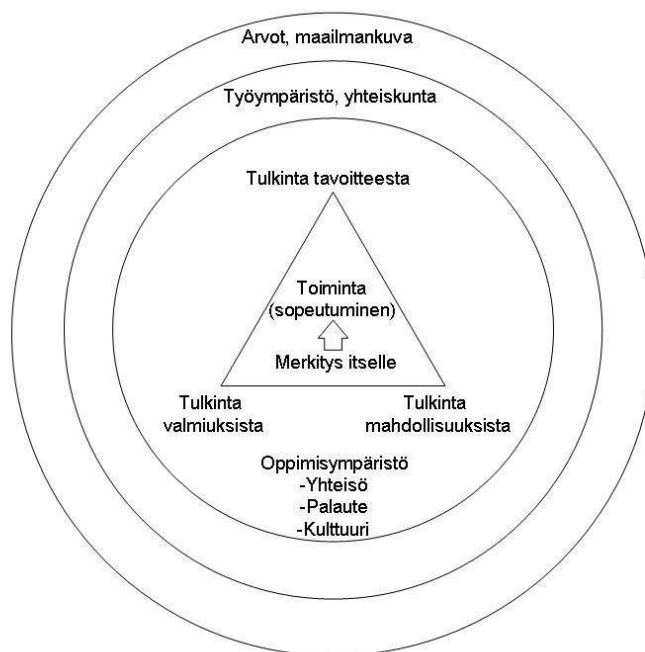 Arvot, maailmankuva
Työympäristö, yhteiskunta
Tulkinta tavoitteesta
Toiminta
(sopeutuminen)
Merkitys itselle
Tulkinta
valmiuksista
Tulkinta
mahdollisuuksista
Oppimisympäristö
-Yhteisö
-Palaute
-Kulttuuri